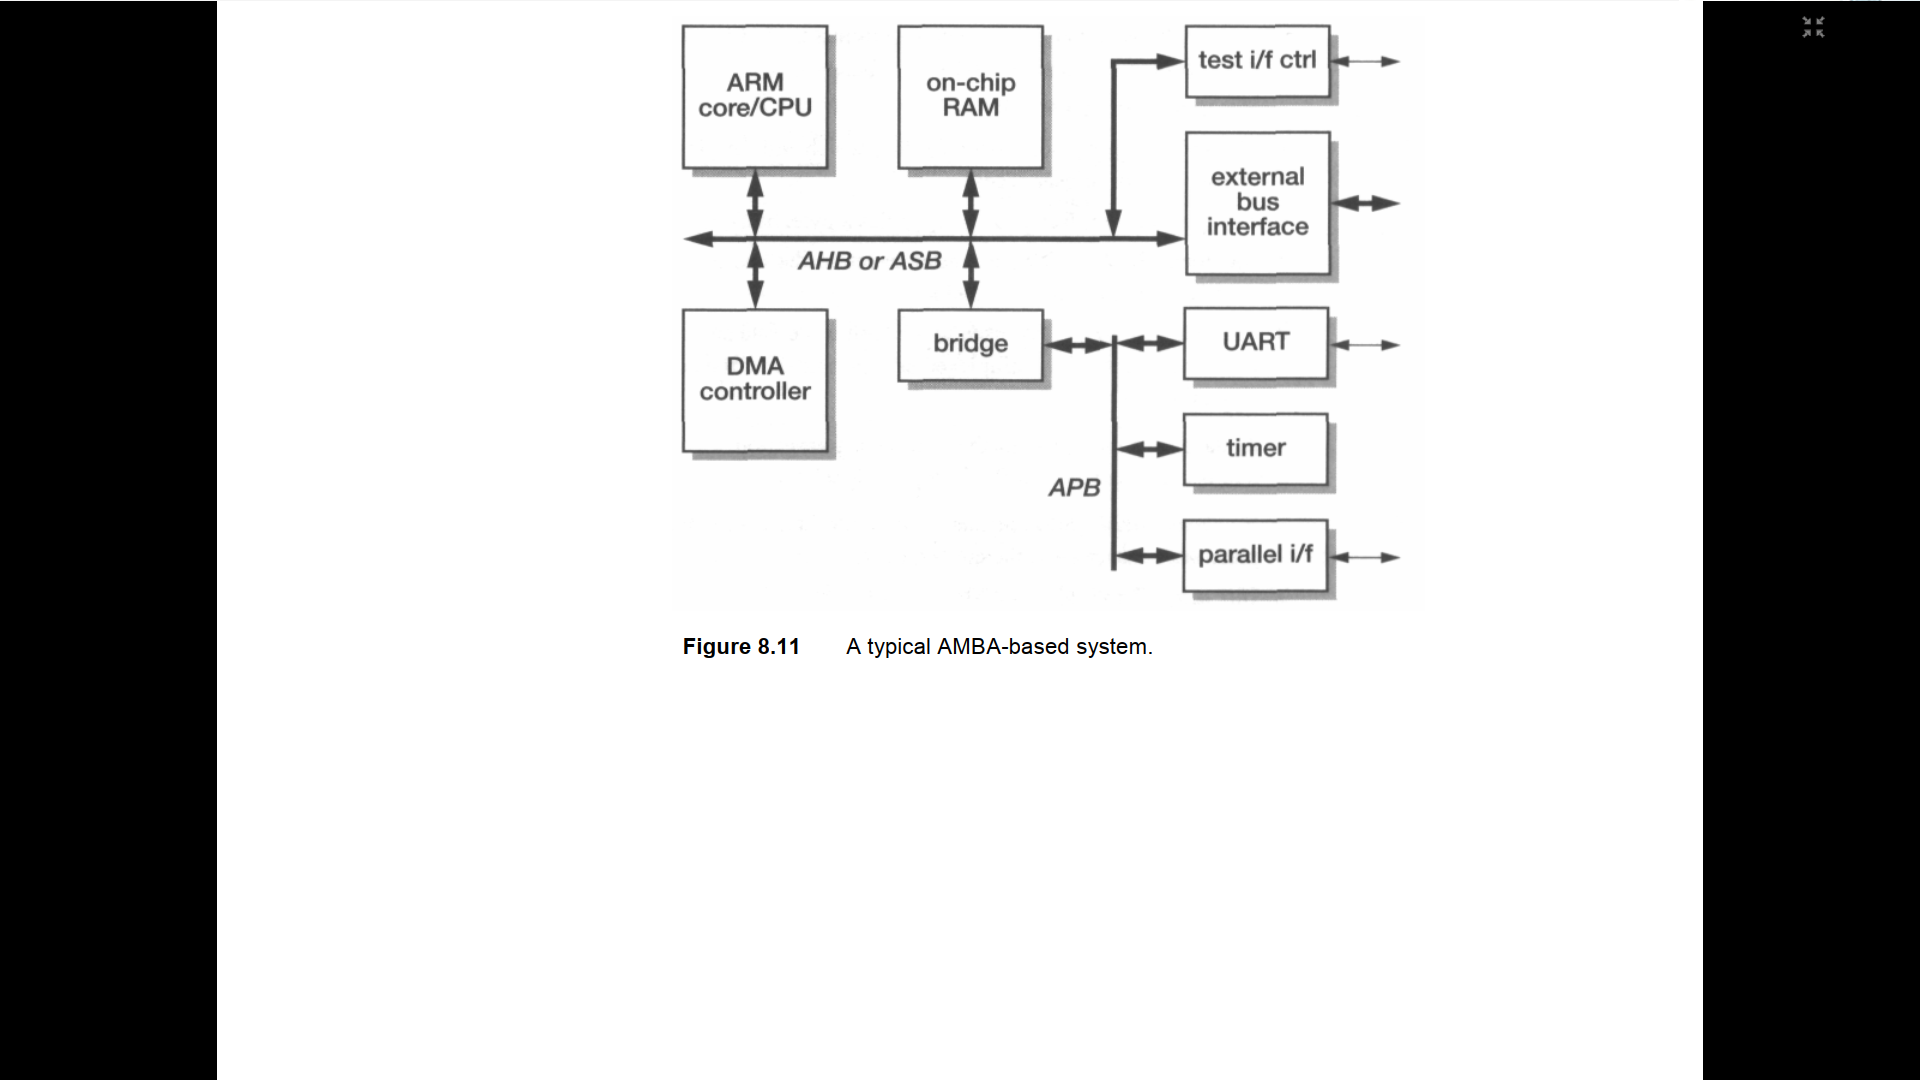 ARM
core/CPU
on-chip
RAM
test i/f ctrl
external
bus
interface
AHB or ASB
DMA
controller
bridge
UART
timer
APB
parallel i/f
Figure 8.11 A typical AMBA-based system.